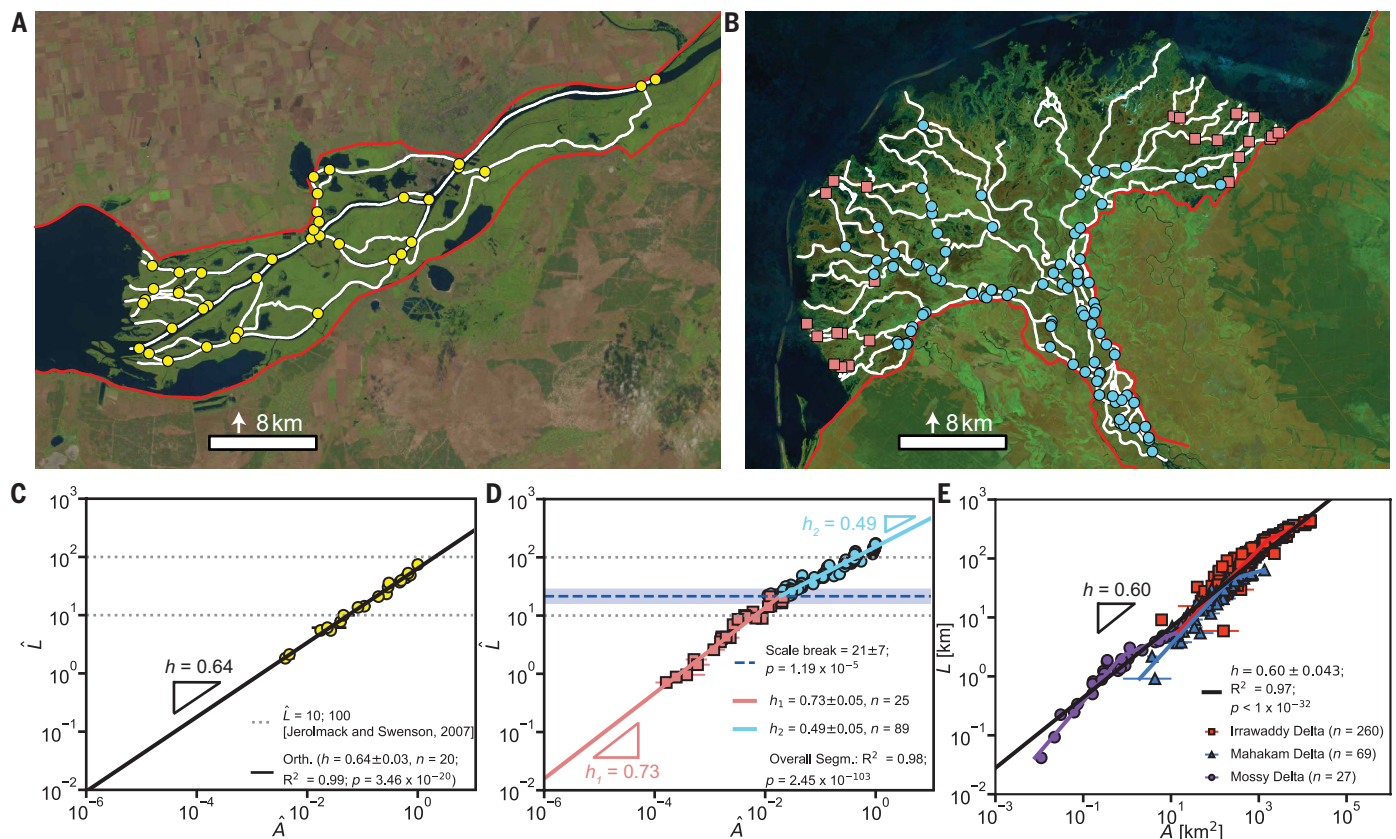 A
B
8 km
8 km
C
D
E
10³
10²
10¹
10⁰
10⁻¹
10⁻²
L̂
h = 0.64
L̂ = 10; 100
[Jerolmack and Swenson, 2007]
Orth. (h = 0.64±0.03, n = 20;
R² = 0.99; p = 3.46 x 10⁻²⁰)
10⁻⁶
10⁻⁴
10⁻²
10⁰
Â
10³
10²
10¹
10⁰
10⁻¹
10⁻²
L̂
h₂ = 0.49
Scale break = 21±7;
p = 1.19 x 10⁻⁵
h₁ = 0.73±0.05, n = 25
h₂ = 0.49±0.05, n = 89
Overall Segm.: R² = 0.98;
p = 2.45 x 10⁻¹⁰³
h₁ = 0.73
10⁻⁶
10⁻⁴
10⁻²
10⁰
Â
10³
10²
10¹
10⁰
10⁻¹
10⁻²
L [km]
h = 0.60
h = 0.60 ± 0.043;
R² = 0.97;
p < 1 x 10⁻³²
Irrawaddy Delta (n = 260)
Mahakam Delta (n = 69)
Mossy Delta (n = 27)
10⁻³
10⁻¹
10¹
10³
10⁵
A [km²]